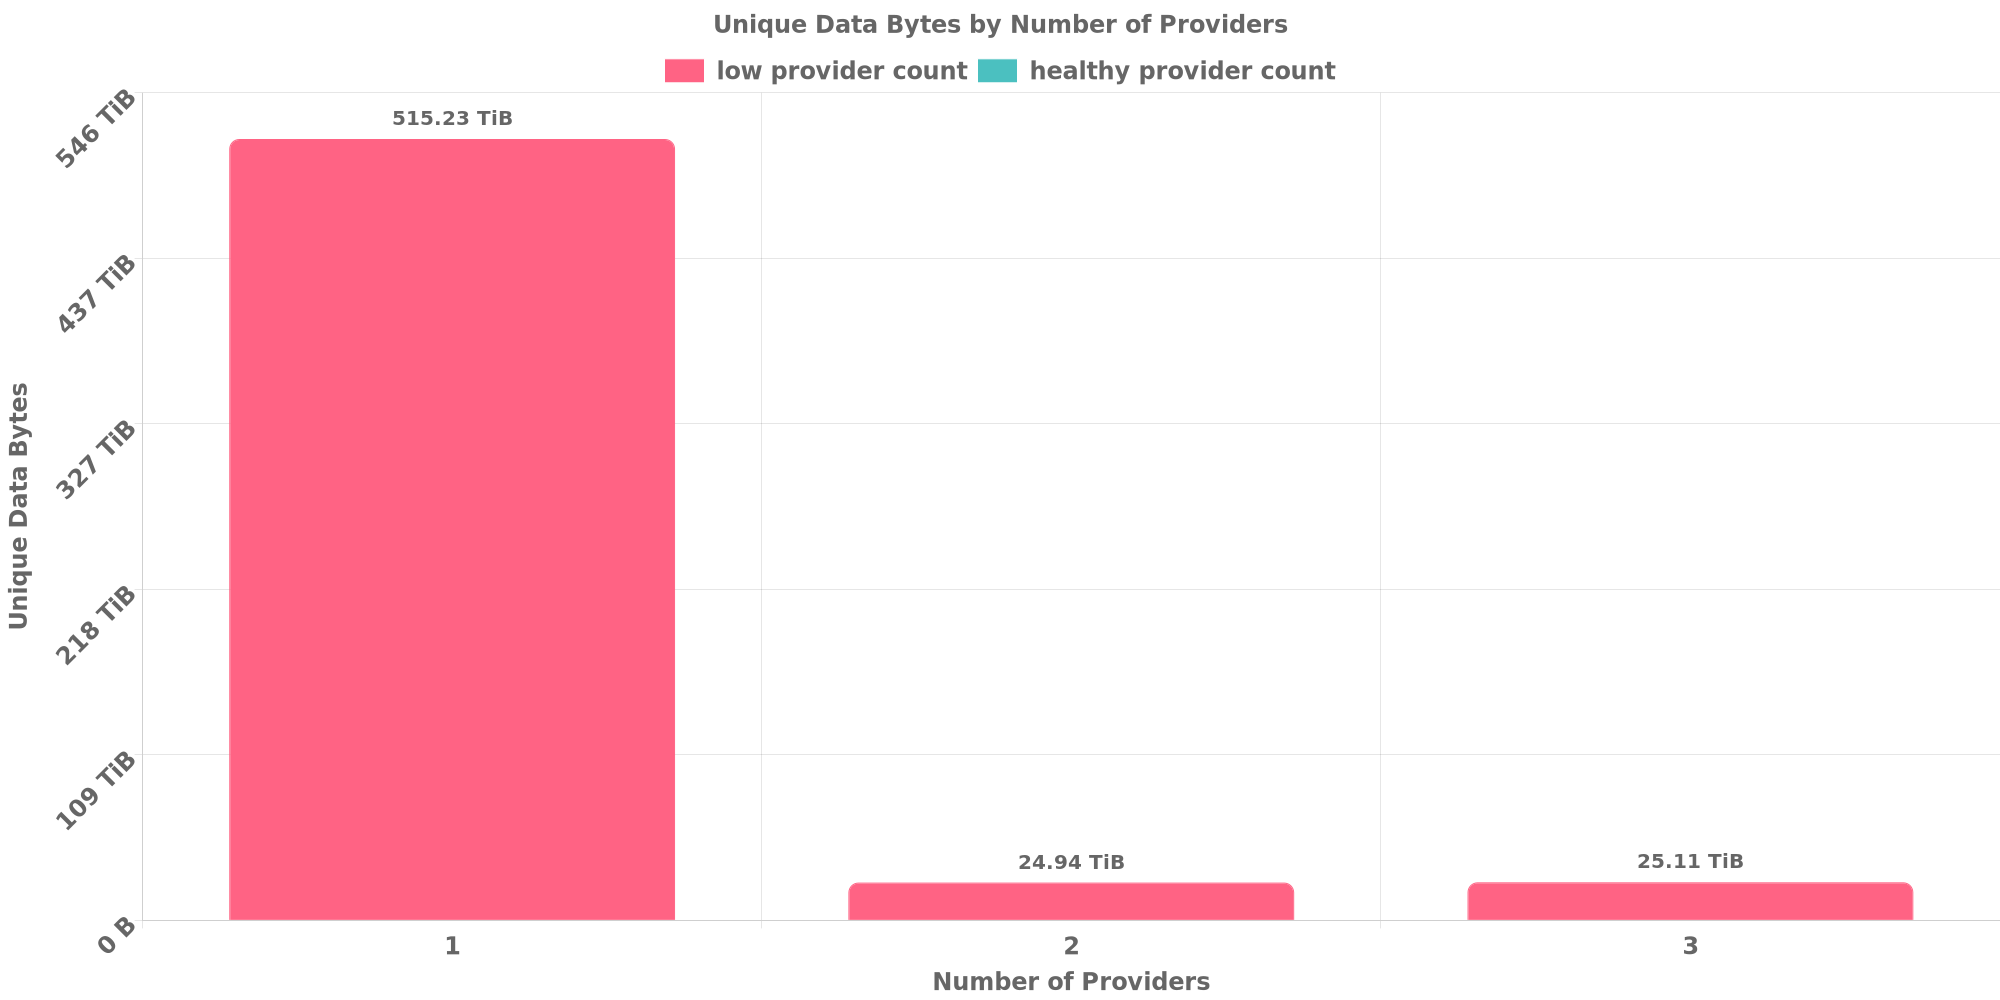 Unique Data Bytes by Number of Providers
low provider count healthy provider count
546 TiB
437 TiB
327 TiB
218 TiB
109 TiB
0 B
Unique Data Bytes
515.23 TiB
24.94 TiB
25.11 TiB
1 2 3
Number of Providers